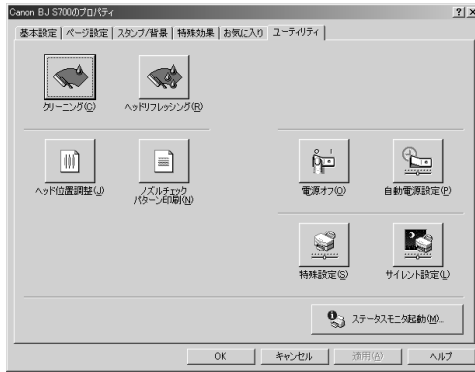 Canon BJ S700のプロパティ
基本設定 ページ設定 スタンプ/背景 特殊効果 お気に入り ユーティリティ
クリーニング(C) ヘッドリフレッシング(R)
ヘッド位置調整(J) ノズルチェック
パターン印刷(N)
電源オフ(O) 自動電源設定(P)
特殊設定(S) サイレント設定(L)
ステータスモニタ起動(M)...
OK キャンセル 適用(A) ヘルプ